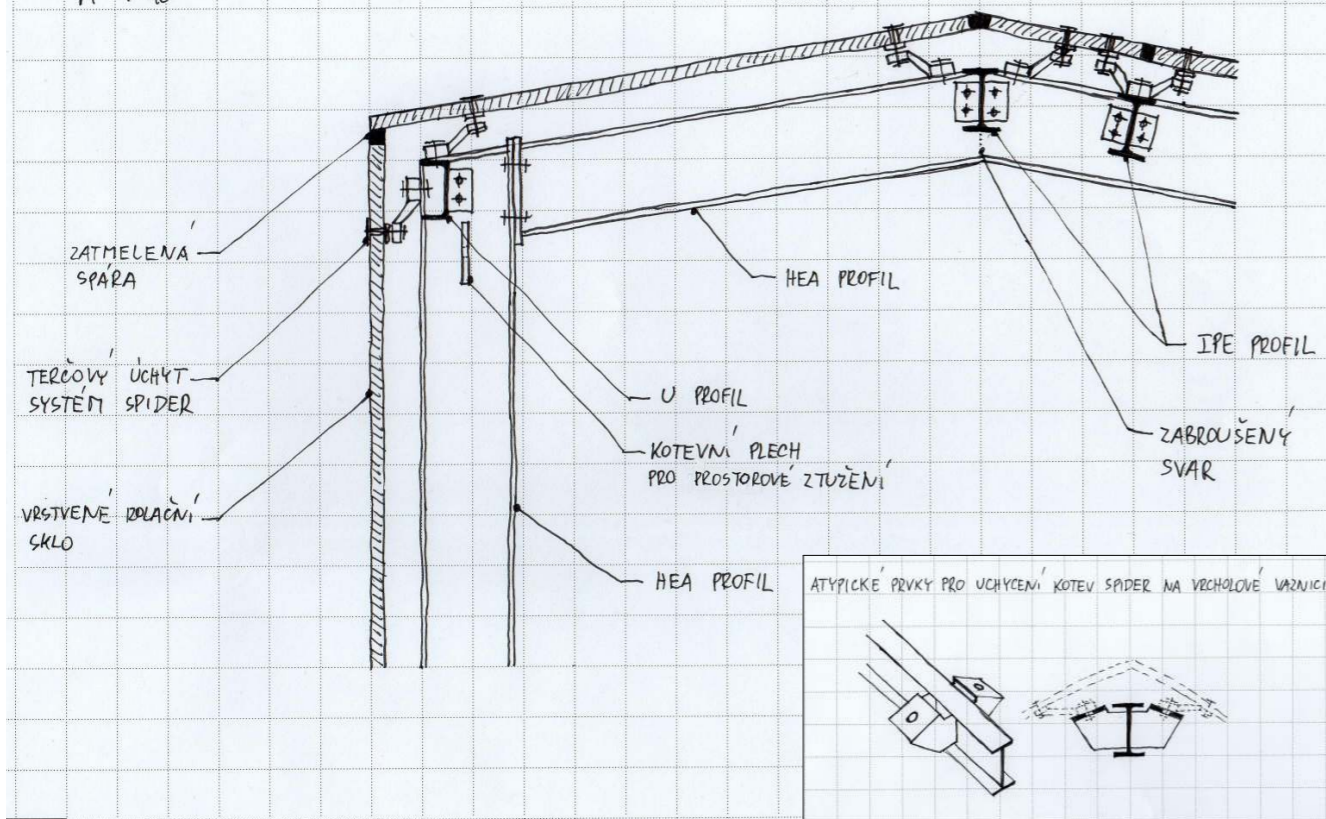 ZATMELENÁ
SPÁRA
TERČOVÝ ÚCHYT
SYSTÉM SPIDER
VRSTVENÉ IZOLAČNÍ
SKLO
U PROFIL
KOTEVNÍ PLECH
PRO PROSTOROVÉ ZTUŽENÍ
HEA PROFIL
HEA PROFIL
IPE PROFIL
ZABROUŠENÝ
SVAR
ATYPICKÉ PRVKY PRO UCHYCENÍ KOTEV SPIDER NA VRCHOLOVÉ VAZNICI